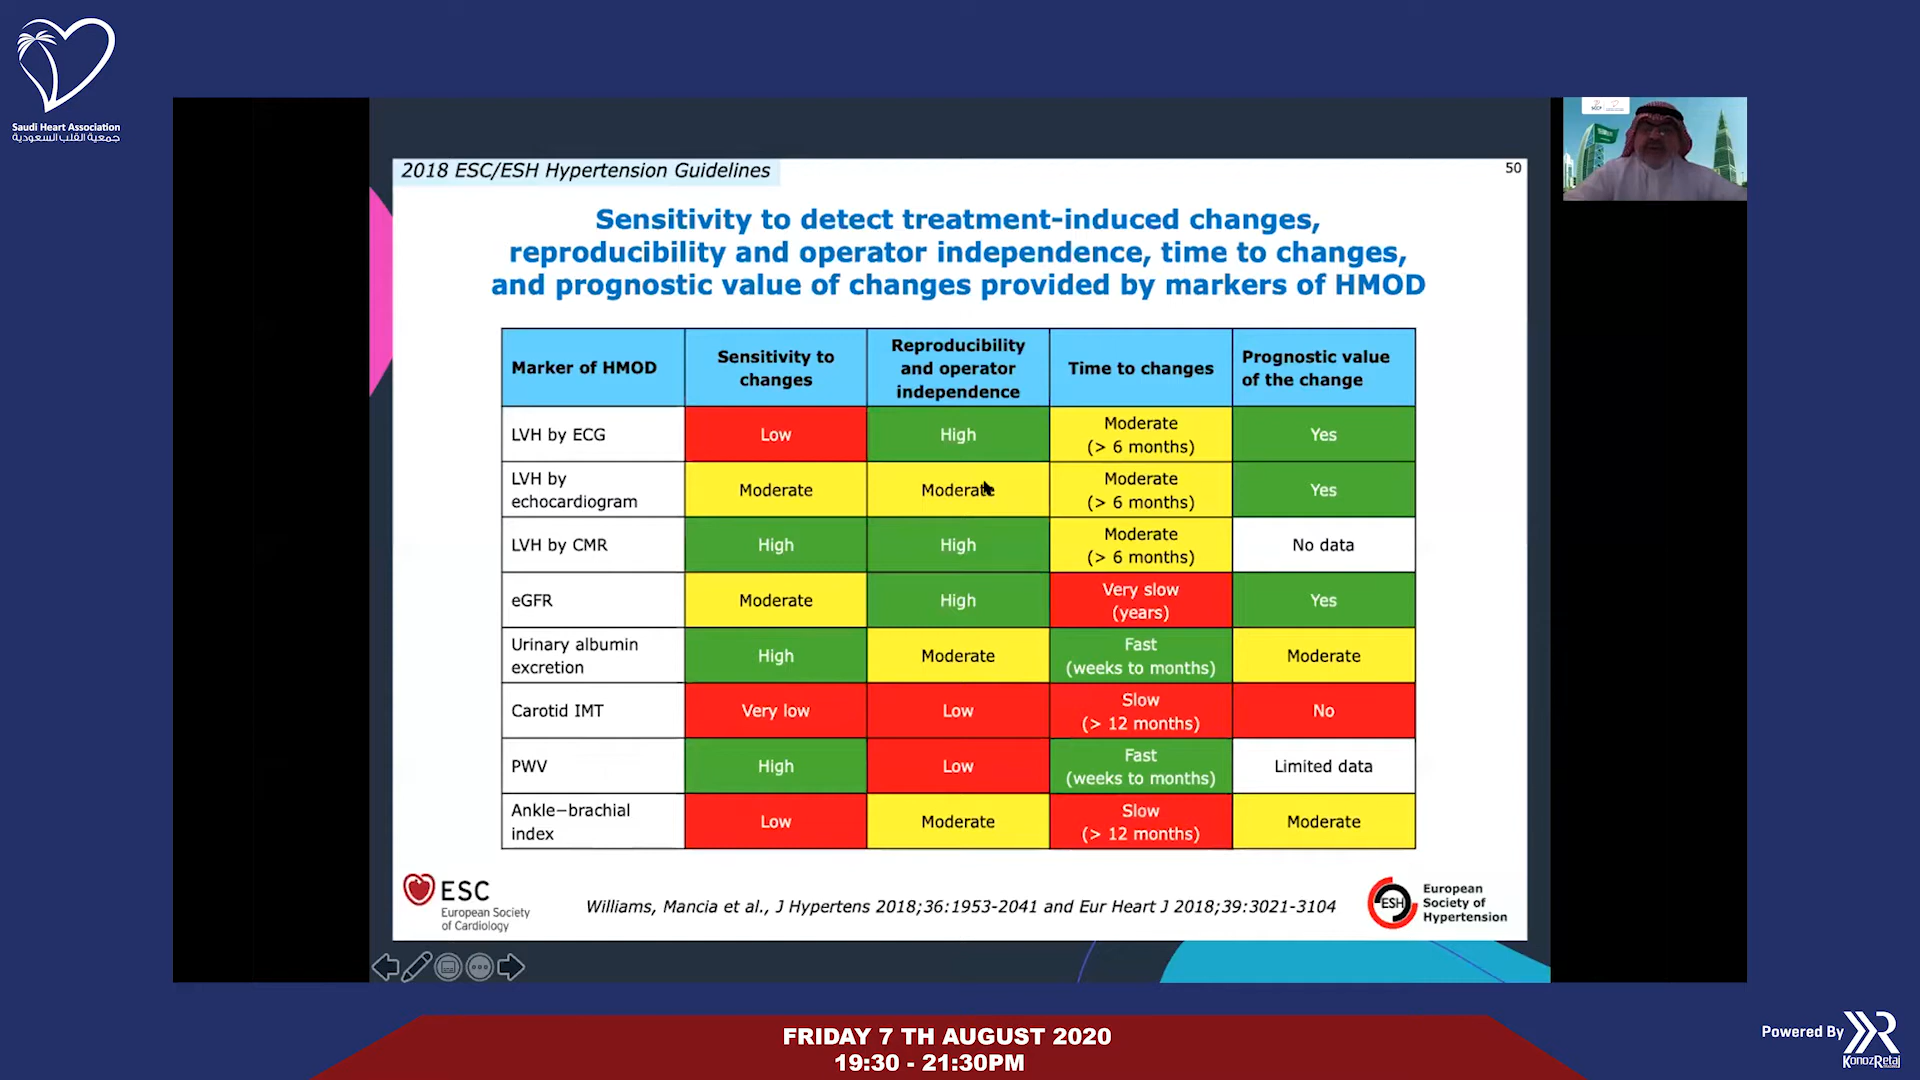 Saudi Heart Association
جمعية القلب السعودية
2018 ESC/ESH Hypertension Guidelines
50
Sensitivity to detect treatment-induced changes,
reproducibility and operator independence, time to changes,
and prognostic value of changes provided by markers of HMOD
Marker of HMOD
Sensitivity to
changes
Reproducibility
and operator
independence
Time to changes
Prognostic value
of the change
LVH by ECG
Low
High
Moderate
(> 6 months)
Yes
LVH by
echocardiogram
Moderate
Moderate
Moderate
(> 6 months)
Yes
LVH by CMR
High
High
Moderate
(> 6 months)
No data
eGFR
Moderate
High
Very slow
(years)
Yes
Urinary albumin
excretion
High
Moderate
Fast
(weeks to months)
Moderate
Carotid IMT
Very low
Low
Slow
(> 12 months)
No
PWV
High
Low
Fast
(weeks to months)
Limited data
Ankle–brachial
index
Low
Moderate
Slow
(> 12 months)
Moderate
ESC
European Society
of Cardiology
Williams, Mancia et al., J Hypertens 2018;36:1953-2041 and Eur Heart J 2018;39:3021-3104
ESH
European
Society of
Hypertension
FRIDAY 7 TH AUGUST 2020
19:30 - 21:30PM
Powered By
KonozRetaj